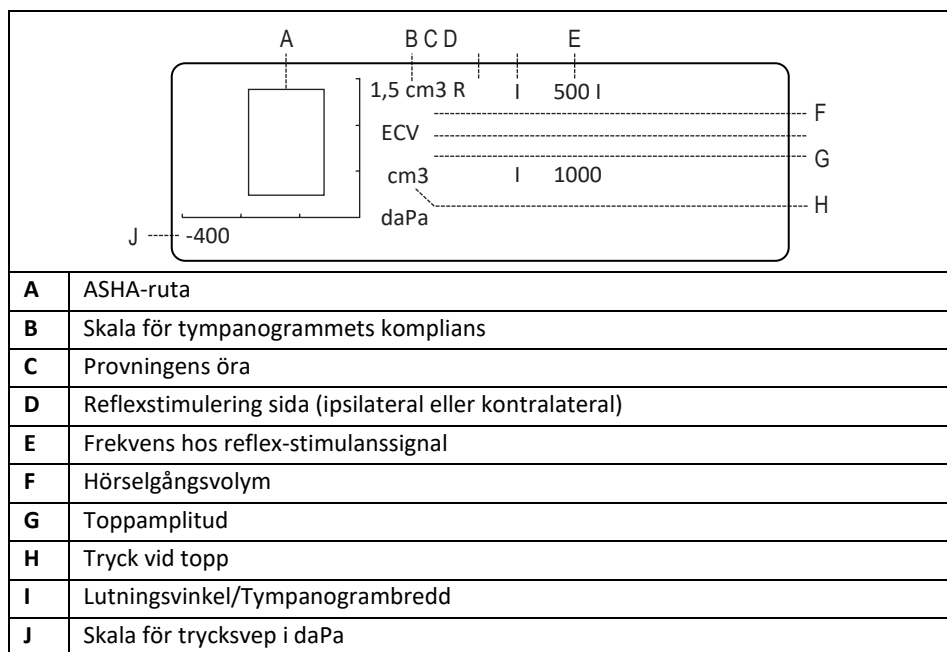 A B C D E
1,5 cm3 R I 500 I
F
ECV
G
cm3 I 1000
H
daPa
J -400
A ASHA-ruta
B Skala för tympanogrammets komplians
C Provningens öra
D Reflexstimulering sida (ipsilateral eller kontralateral)
E Frekvens hos reflex-stimulanssignal
F Hörselgångsvolym
G Toppamplitud
H Tryck vid topp
I Lutningsvinkel/Tympanogrambredd
J Skala för trycksvep i daPa